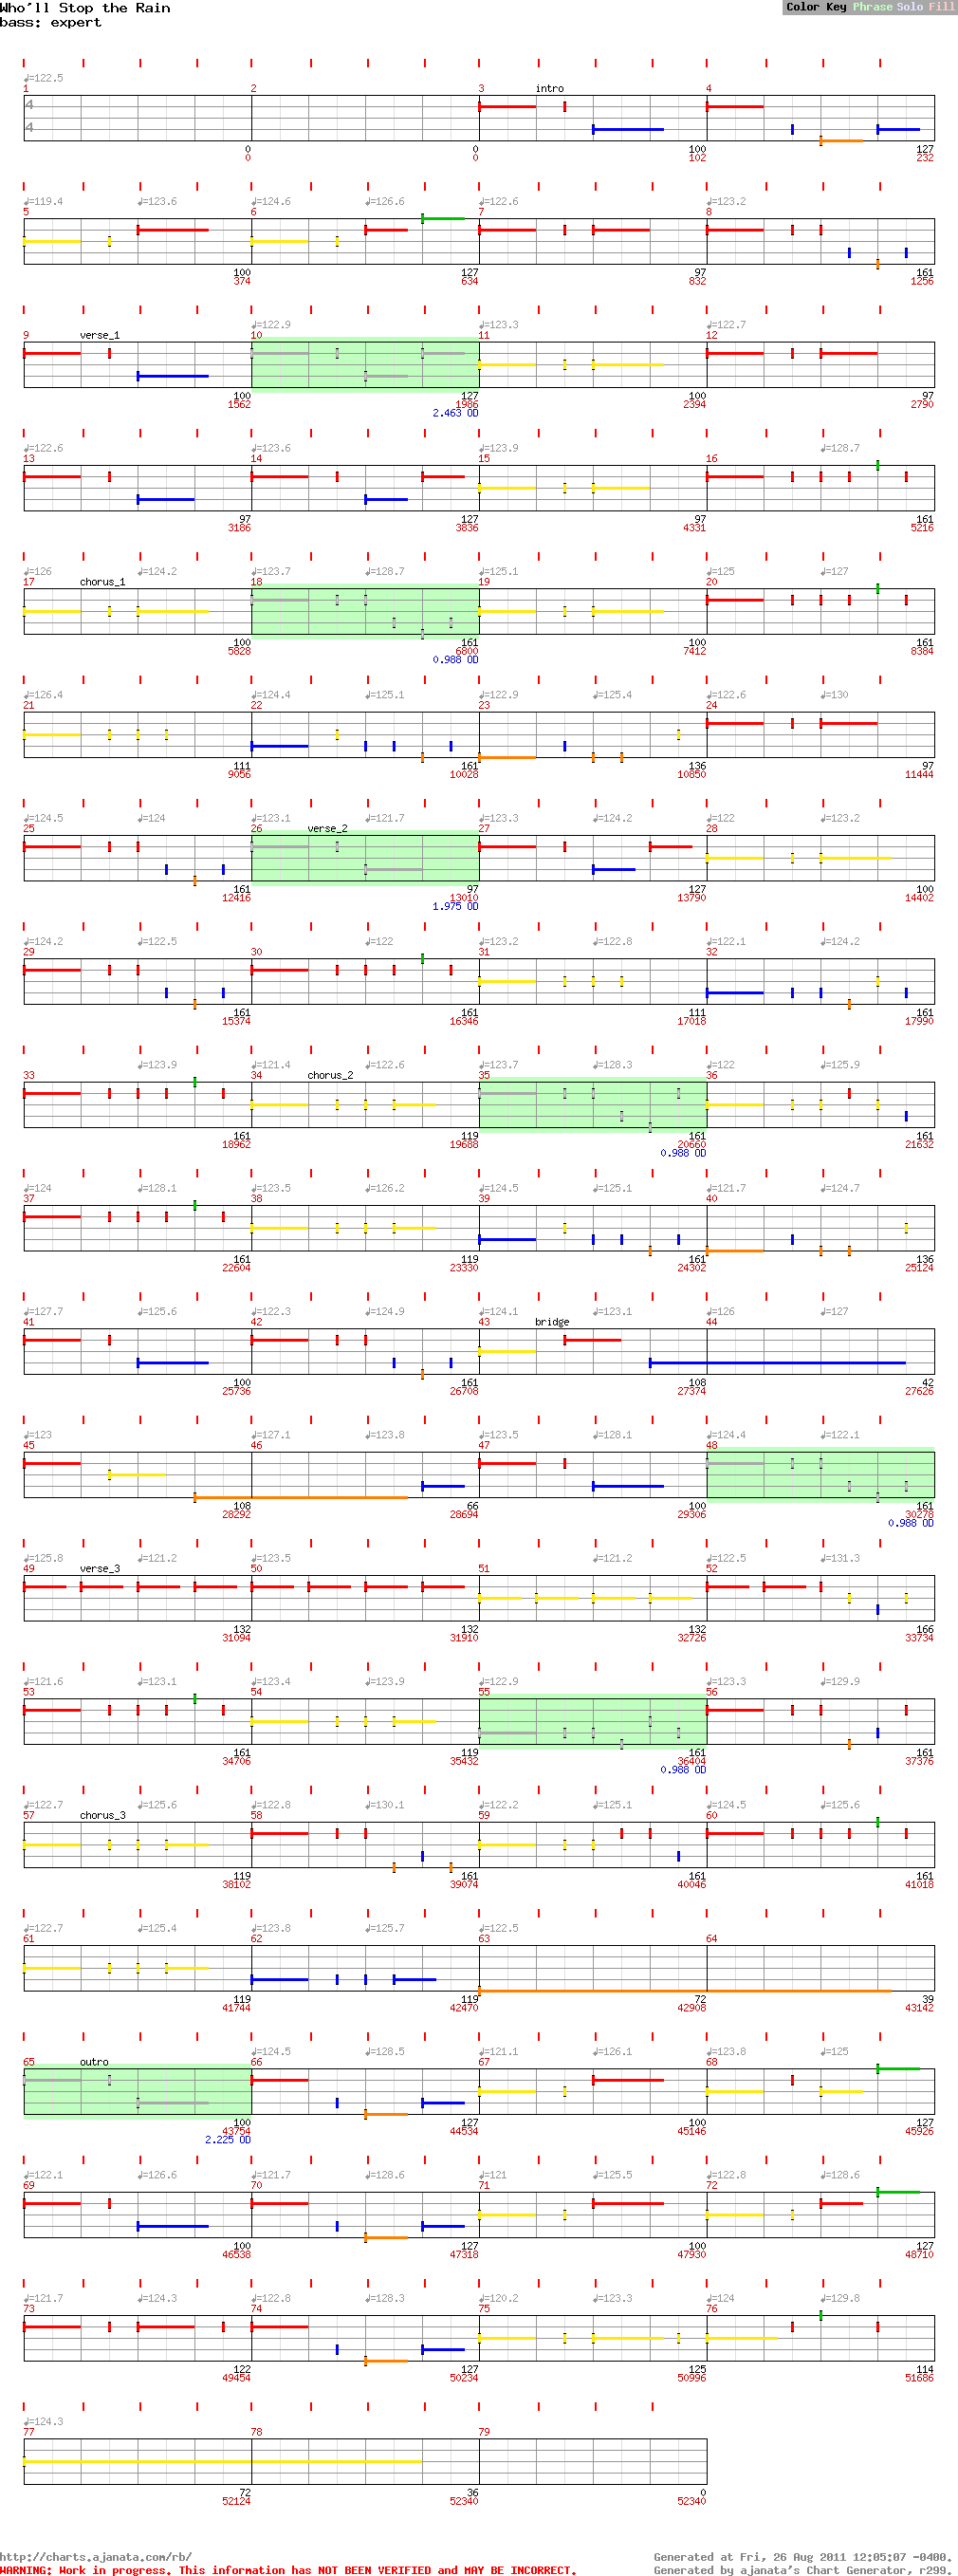 Who'll Stop the Rain
Color Key Phrase Solo Fill
bass: expert
♩=122.5
1 2 3 intro 4
4
4
0 0 100 127
0 0 102 232
♩=119.4 ♩=123.6 ♩=124.6 ♩=126.6 ♩=122.6 ♩=123.2
5 6 7 8
100 127 97 161
374 634 832 1256
♩=122.9 ♩=123.3 ♩=122.7
9 verse_1 10 11 12
100 127 100 97
1562 1986 2394 2790
2.463 OD
♩=122.6 ♩=123.6 ♩=123.9 ♩=128.7
13 14 15 16
97 127 97 161
3186 3836 4331 5216
♩=126 ♩=124.2 ♩=123.7 ♩=128.7 ♩=125.1 ♩=125 ♩=127
17 chorus_1 18 19 20
100 161 100 161
5828 6800 7412 8384
0.988 OD
♩=126.4 ♩=124.4 ♩=125.1 ♩=122.9 ♩=125.4 ♩=122.6 ♩=130
21 22 23 24
111 161 136 97
9056 10028 10850 11444
♩=124.5 ♩=124 ♩=123.1 ♩=121.7 ♩=123.3 ♩=124.2 ♩=122 ♩=123.2
25 26 verse_2 27 28
161 97 127 100
12416 13010 13790 14402
1.975 OD
♩=124.2 ♩=122.5 ♩=122 ♩=123.2 ♩=122.8 ♩=122.1 ♩=124.2
29 30 31 32
161 161 111 161
15374 16346 17018 17990
♩=123.9 ♩=121.4 ♩=122.6 ♩=123.7 ♩=128.3 ♩=122 ♩=125.9
33 34 chorus_2 35 36
161 119 161 161
18962 19688 20660 21632
0.988 OD
♩=124 ♩=128.1 ♩=123.5 ♩=126.2 ♩=124.5 ♩=125.1 ♩=121.7 ♩=124.7
37 38 39 40
161 119 161 136
22604 23330 24302 25124
♩=127.7 ♩=125.6 ♩=122.3 ♩=124.9 ♩=124.1 ♩=123.1 ♩=126 ♩=127
41 42 43 bridge 44
100 161 108 42
25736 26708 27374 27626
♩=123 ♩=127.1 ♩=123.8 ♩=123.5 ♩=128.1 ♩=124.4 ♩=122.1
45 46 47 48
108 66 100 161
28292 28694 29306 30278
0.988 OD
♩=125.8 ♩=121.2 ♩=123.5 ♩=121.2 ♩=122.5 ♩=131.3
49 verse_3 50 51 52
132 132 132 166
31094 31910 32726 33734
♩=121.6 ♩=123.1 ♩=123.4 ♩=123.9 ♩=122.9 ♩=123.3 ♩=129.9
53 54 55 56
161 119 161 161
34706 35432 36404 37376
0.988 OD
♩=122.7 ♩=125.6 ♩=122.8 ♩=130.1 ♩=122.2 ♩=125.1 ♩=124.5 ♩=125.6
57 chorus_3 58 59 60
119 161 161 161
38102 39074 40046 41018
♩=122.7 ♩=125.4 ♩=123.8 ♩=125.7 ♩=122.5
61 62 63 64
119 119 72 39
41744 42470 42908 43142
♩=124.5 ♩=128.5 ♩=121.1 ♩=126.1 ♩=123.8 ♩=125
65 outro 66 67 68
100 127 100 127
43754 44534 45146 45926
2.225 OD
♩=122.1 ♩=126.6 ♩=121.7 ♩=128.6 ♩=121 ♩=125.5 ♩=122.8 ♩=128.6
69 70 71 72
100 127 100 127
46538 47318 47930 48710
♩=121.7 ♩=124.3 ♩=122.8 ♩=128.3 ♩=120.2 ♩=123.3 ♩=124 ♩=129.8
73 74 75 76
122 127 125 114
49454 50234 50996 51686
♩=124.3
77 78 79
72 36 0
52124 52340 52340
http://charts.ajanata.com/rb/
Generated at Fri, 26 Aug 2011 12:05:07 -0400.
WARNING: Work in progress. This information has NOT BEEN VERIFIED and MAY BE INCORRECT.
Generated by ajanata's Chart Generator, r299.